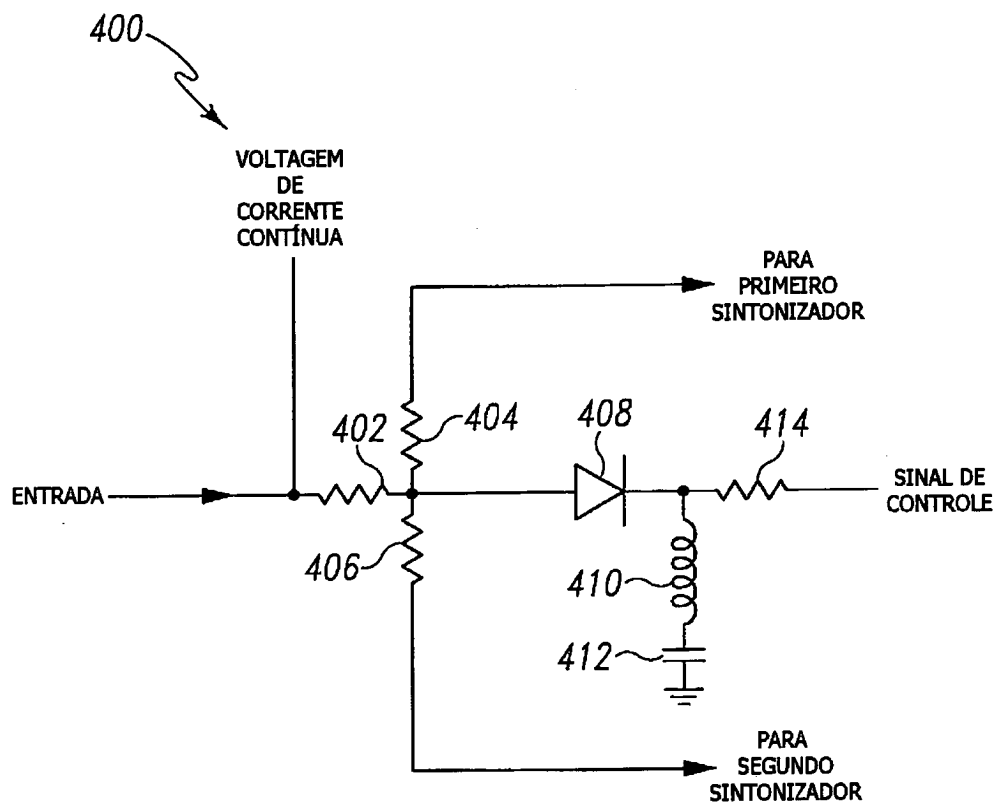 400
VOLTAGEM
DE
CORRENTE
CONTÍNUA
PARA
PRIMEIRO
SINTONIZADOR
402
404
408
414
ENTRADA
SINAL DE
CONTROLE
406
410
412
PARA
SEGUNDO
SINTONIZADOR